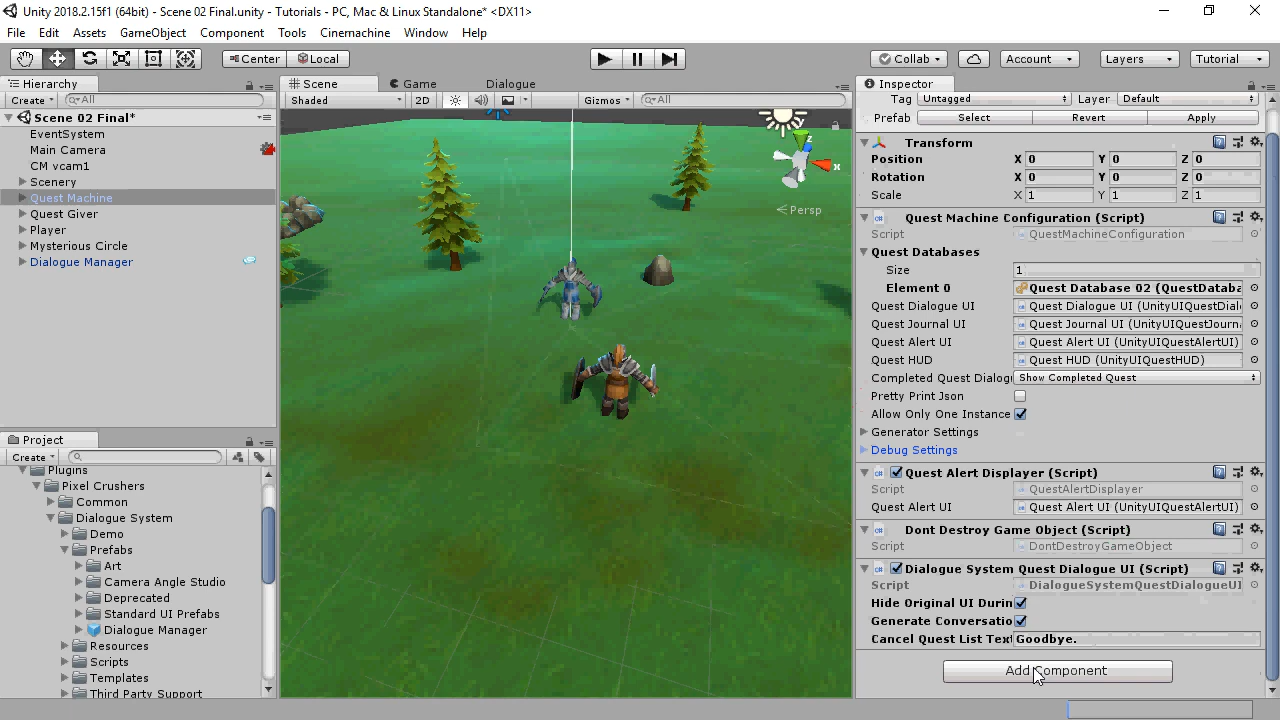 Unity 2018.2.15f1 (64bit) - Scene 02 Final.unity - Tutorials - PC, Mac & Linux Standalone* <DX11>
File Edit Assets GameObject Component Tools Cinemachine Window Help
Center Local Collab Account Layers Tutorial
Hierarchy Scene Game Dialogue Inspector
Create All Shaded 2D Gizmos All
Tag Untagged Layer Default
Prefab Select Revert Apply
Scene 02 Final*
EventSystem
Main Camera
CM vcam1
Scenery
Quest Machine
Quest Giver
Player
Mysterious Circle
Dialogue Manager
Project
Create
Plugins
Pixel Crushers
Common
Dialogue System
Demo
Prefabs
Art
Camera Angle Studio
Deprecated
Standard UI Prefabs
Dialogue Manager
Resources
Scripts
Templates
Third Party Support
x
Persp
Transform
Position X 0 Y 0 Z 0
Rotation X 0 Y 0 Z 0
Scale X 1 Y 1 Z 1
Quest Machine Configuration (Script)
Script QuestMachineConfiguration
Quest Databases
Size 1
Element 0 Quest Database 02 (QuestDataba
Quest Dialogue UI Quest Dialogue UI (UnityUIQuestDial
Quest Journal UI Quest Journal UI (UnityUIQuestJourn
Quest Alert UI Quest Alert UI (UnityUIQuestAlertUI)
Quest HUD Quest HUD (UnityUIQuestHUD)
Completed Quest Dialog Show Completed Quest
Pretty Print Json
Allow Only One Instance
Generator Settings
Debug Settings
Quest Alert Displayer (Script)
Script QuestAlertDisplayer
Quest Alert UI Quest Alert UI (UnityUIQuestAlertUI)
Dont Destroy Game Object (Script)
Script DontDestroyGameObject
Dialogue System Quest Dialogue UI (Script)
Script DialogueSystemQuestDialogueUI
Hide Original UI Durin
Generate Conversatio
Cancel Quest List Text Goodbye.
Add Component